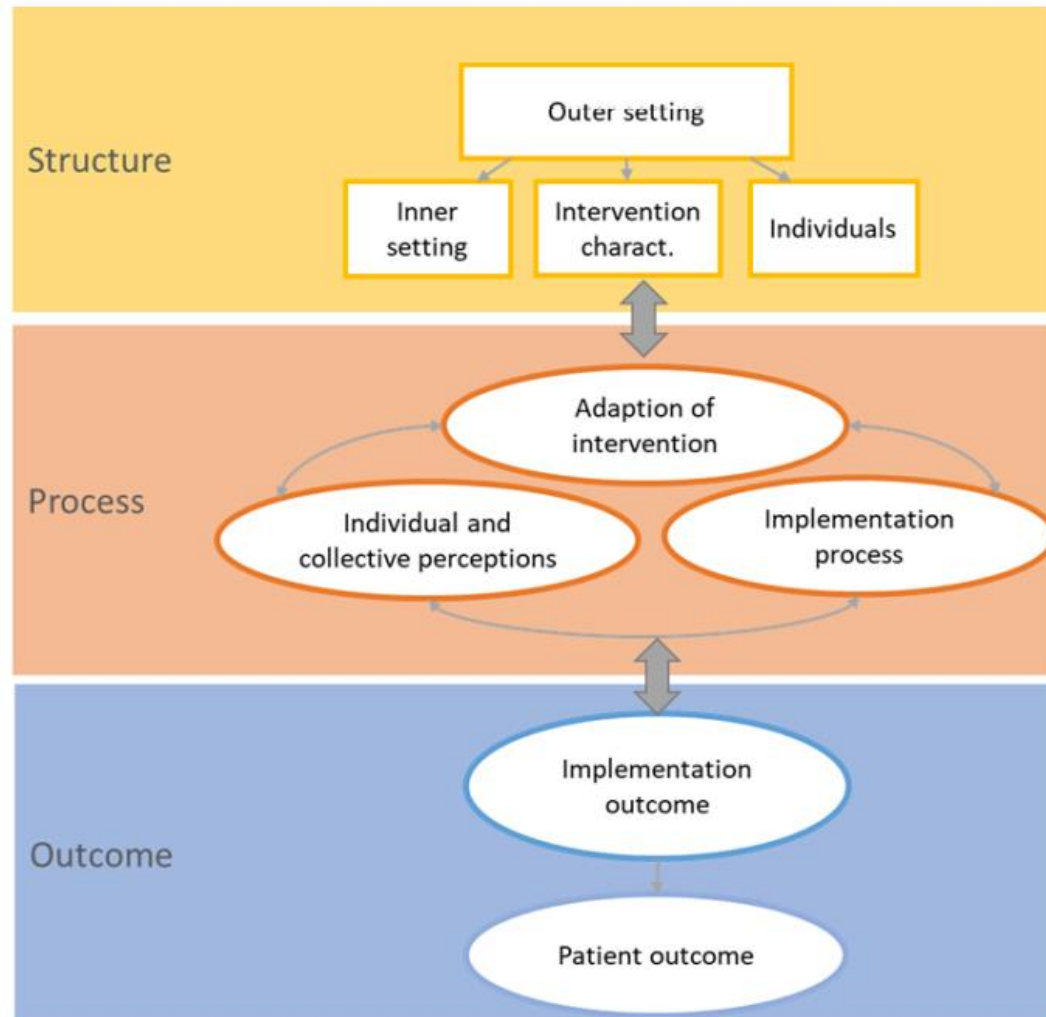 Outer setting
Structure
Inner
setting
Intervention
charact.
Individuals
Adaption of
intervention
Process
Individual and
collective perceptions
Implementation
process
Implementation
outcome
Outcome
Patient outcome